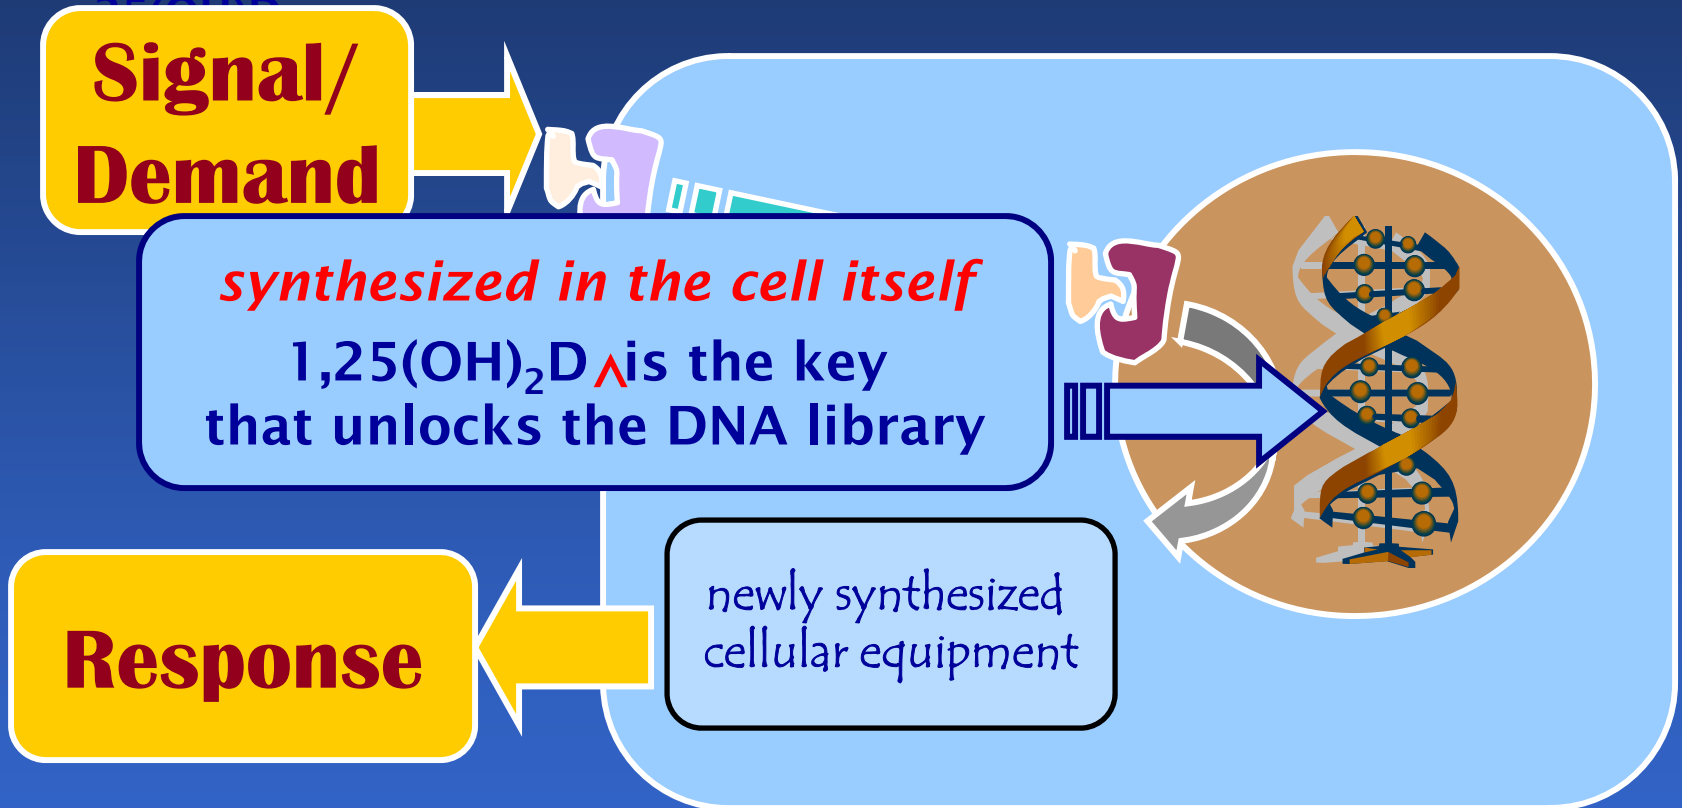 Signal/
Demand
synthesized in the cell itself
1,25(OH)₂D ^ is the key
that unlocks the DNA library
newly synthesized
cellular equipment
Response